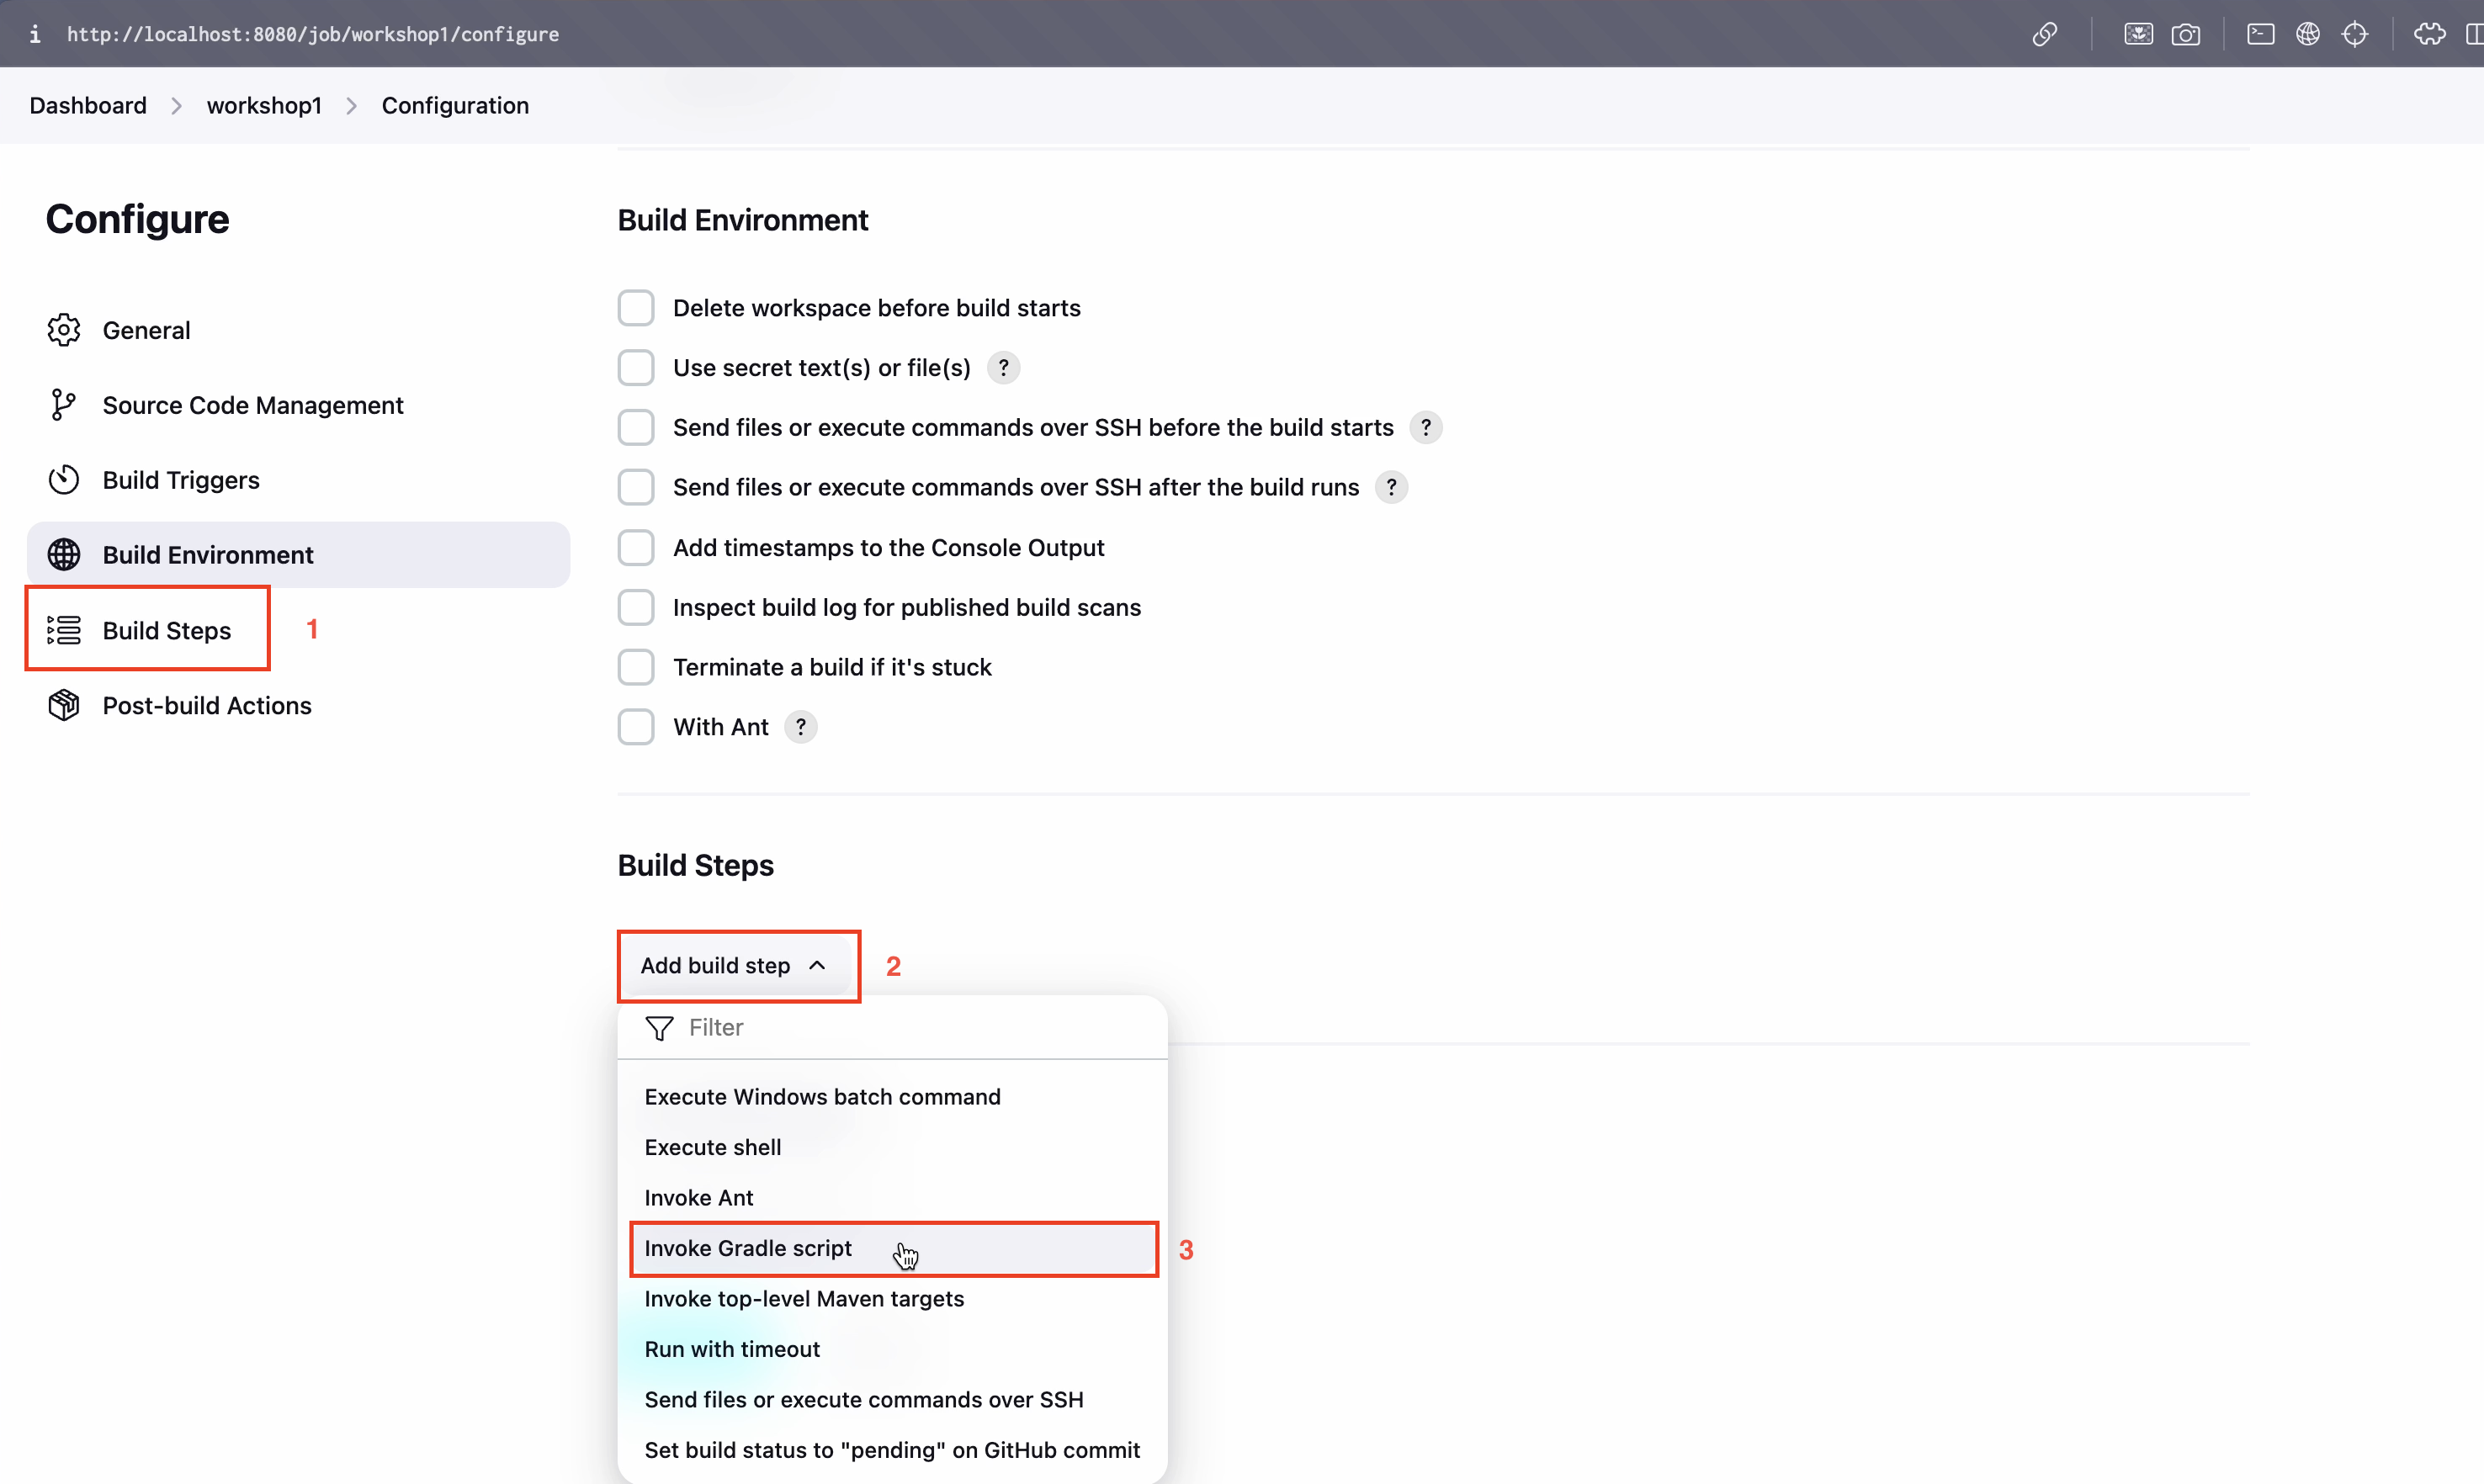 i http://localhost:8080/job/workshop1/configure
Dashboard > workshop1 > Configuration
Configure
General
Source Code Management
Build Triggers
Build Environment
Build Steps 1
Post-build Actions
Build Environment
Delete workspace before build starts
Use secret text(s) or file(s) ?
Send files or execute commands over SSH before the build starts ?
Send files or execute commands over SSH after the build runs ?
Add timestamps to the Console Output
Inspect build log for published build scans
Terminate a build if it's stuck
With Ant ?
Build Steps
Add build step 2
Filter
Execute Windows batch command
Execute shell
Invoke Ant
Invoke Gradle script 3
Invoke top-level Maven targets
Run with timeout
Send files or execute commands over SSH
Set build status to "pending" on GitHub commit